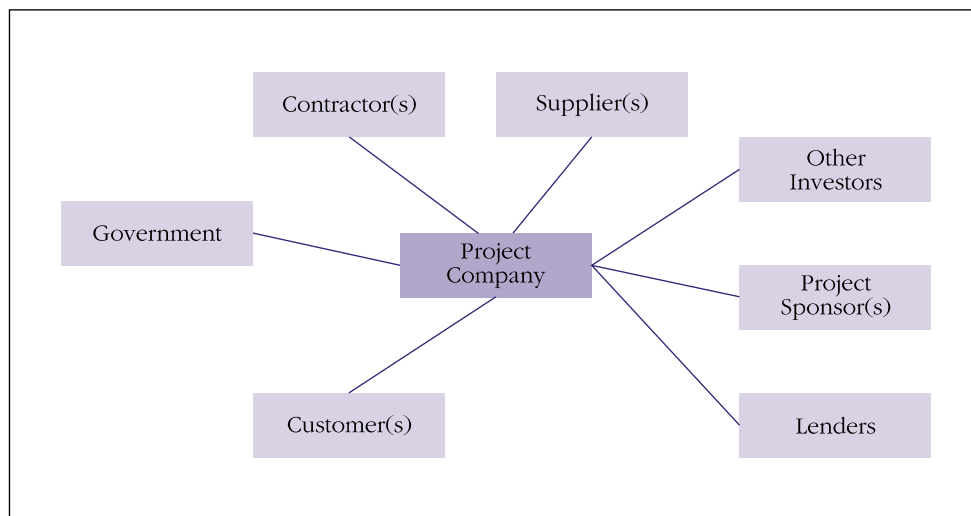 Contractor(s)
Supplier(s)
Other
Investors
Government
Project
Company
Project
Sponsor(s)
Customer(s)
Lenders